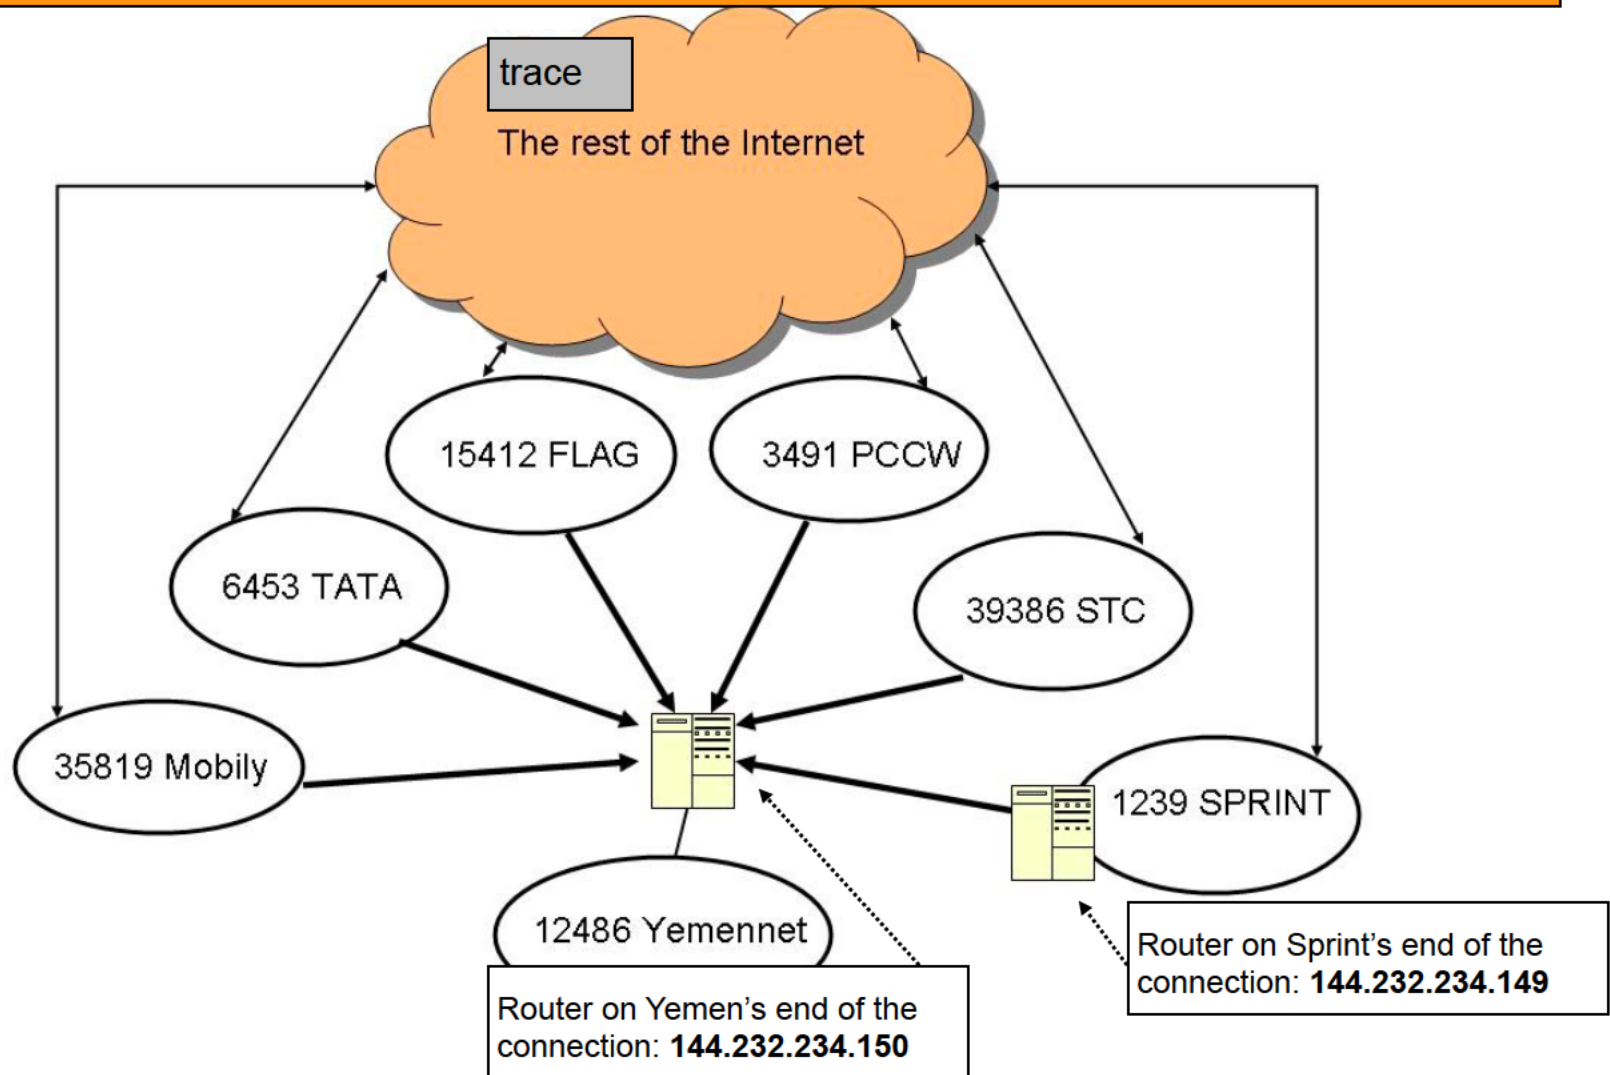 trace
The rest of the Internet
15412 FLAG
3491 PCCW
6453 TATA
39386 STC
35819 Mobily
1239 SPRINT
12486 Yemennet
Router on Sprint’s end of the
connection: 144.232.234.149
Router on Yemen’s end of the
connection: 144.232.234.150